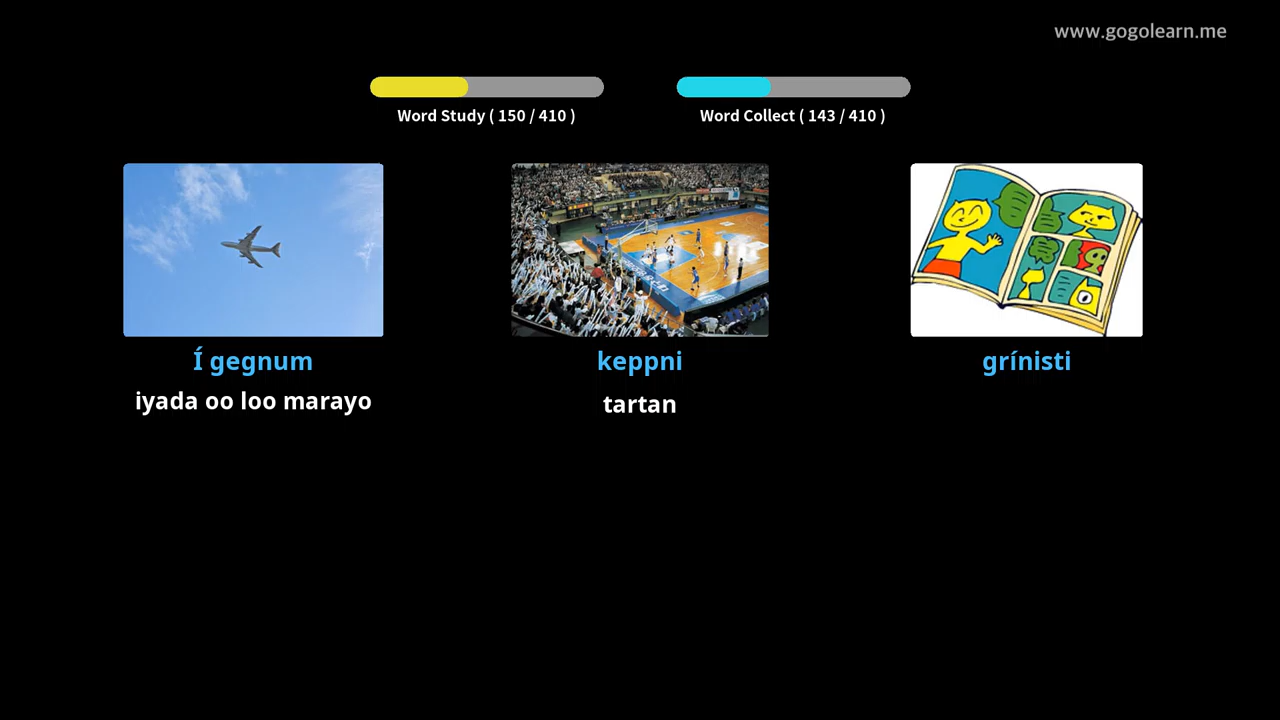 www.gogolearn.me
Word Study ( 150 / 410 )
Word Collect ( 143 / 410 )
Í gegnum
keppni
grínisti
iyada oo loo marayo
tartan